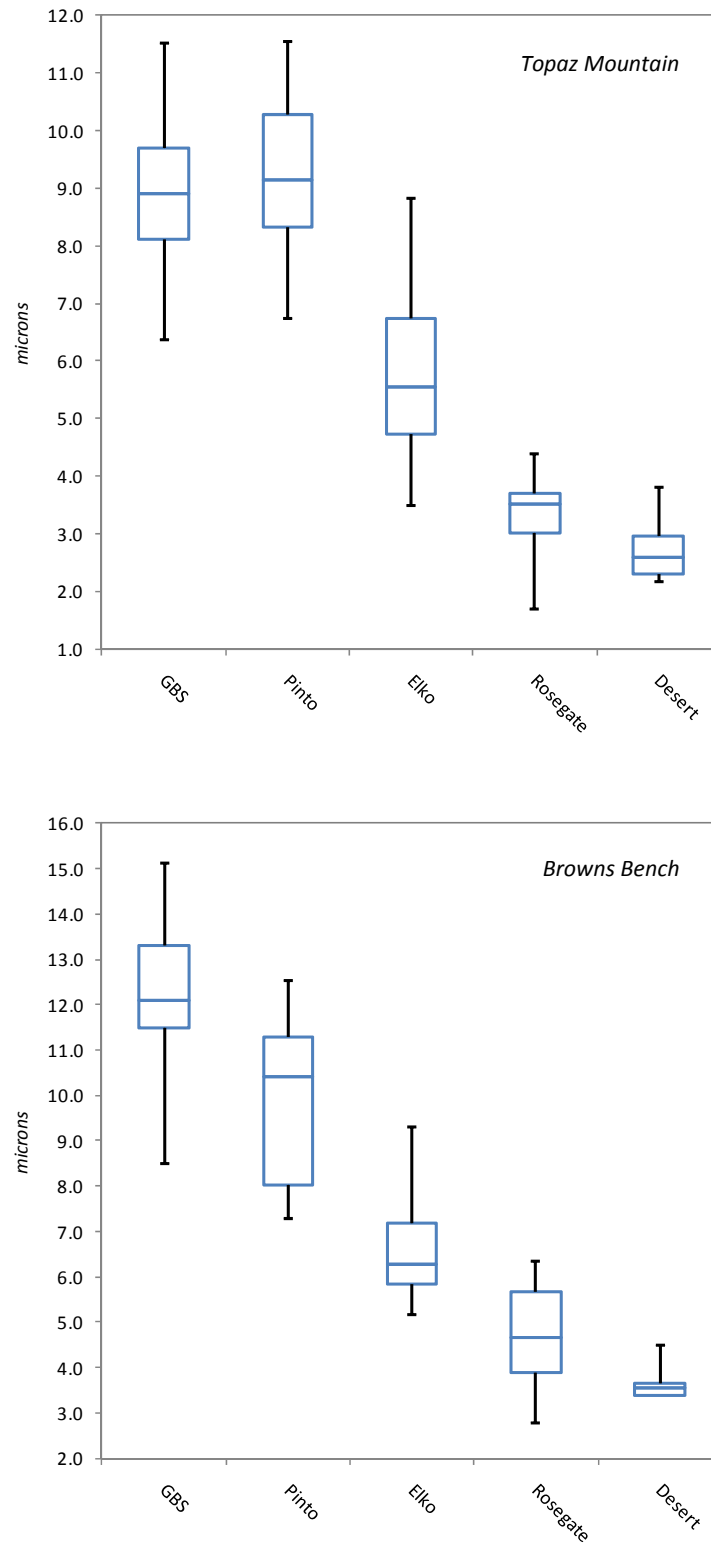 12.0
11.0
10.0
9.0
8.0
7.0
6.0
5.0
4.0
3.0
2.0
1.0
microns
Topaz Mountain
GBS
Pinto
Elko
Rosegate
Desert
16.0
15.0
14.0
13.0
12.0
11.0
10.0
9.0
8.0
7.0
6.0
5.0
4.0
3.0
2.0
microns
Browns Bench
GBS
Pinto
Elko
Rosegate
Desert